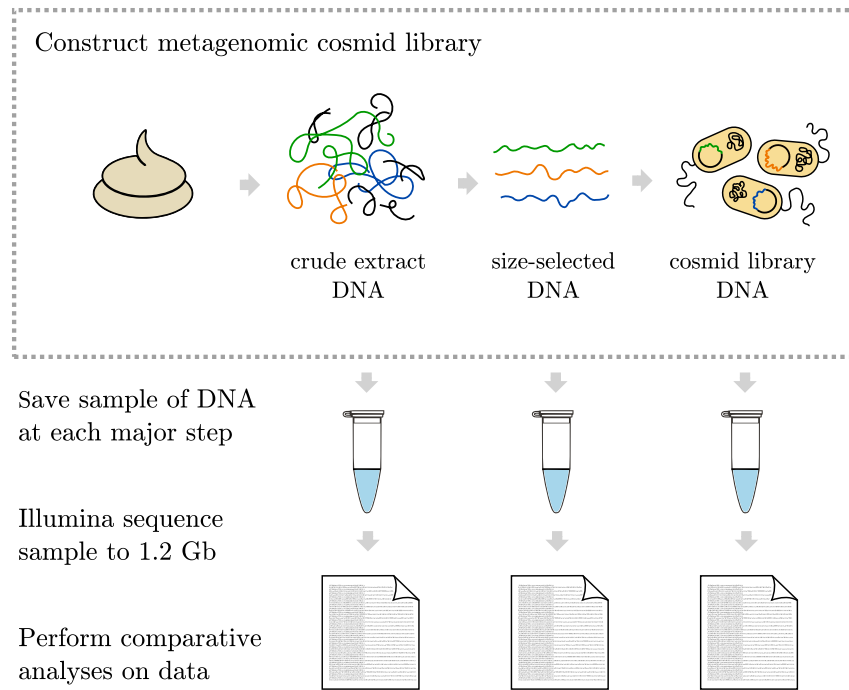 Construct metagenomic cosmid library
crude extract
DNA
size-selected
DNA
cosmid library
DNA
Save sample of DNA
at each major step
Illumina sequence
sample to 1.2 Gb
Perform comparative
analyses on data